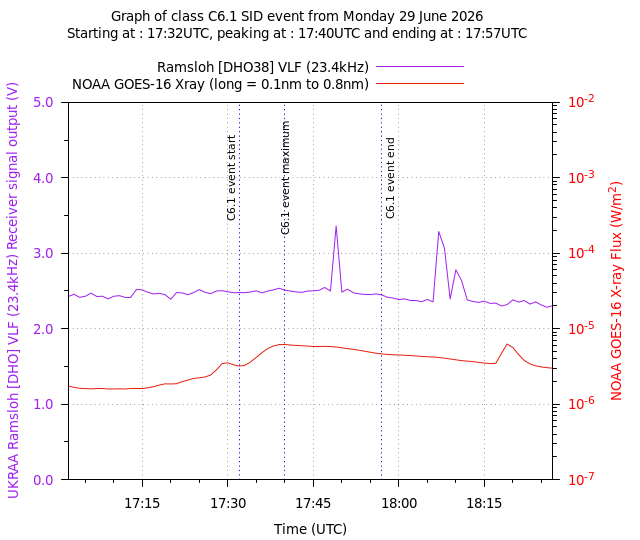 Graph of class C6.1 SID event from Monday 29 June 2026
Starting at : 17:32UTC, peaking at : 17:40UTC and ending at : 17:57UTC
Ramsloh [DHO38] VLF (23.4kHz)
NOAA GOES-16 Xray (long = 0.1nm to 0.8nm)
UKRAA Ramsloh [DHO] VLF (23.4kHz) Receiver signal output (V)
5.0
4.0
3.0
2.0
1.0
0.0
C6.1 event start
C6.1 event maximum
C6.1 event end
10-2
10-3
10-4
10-5
10-6
10-7
NOAA GOES-16 X-ray Flux (W/m²)
17:15
17:30
17:45
18:00
18:15
Time (UTC)